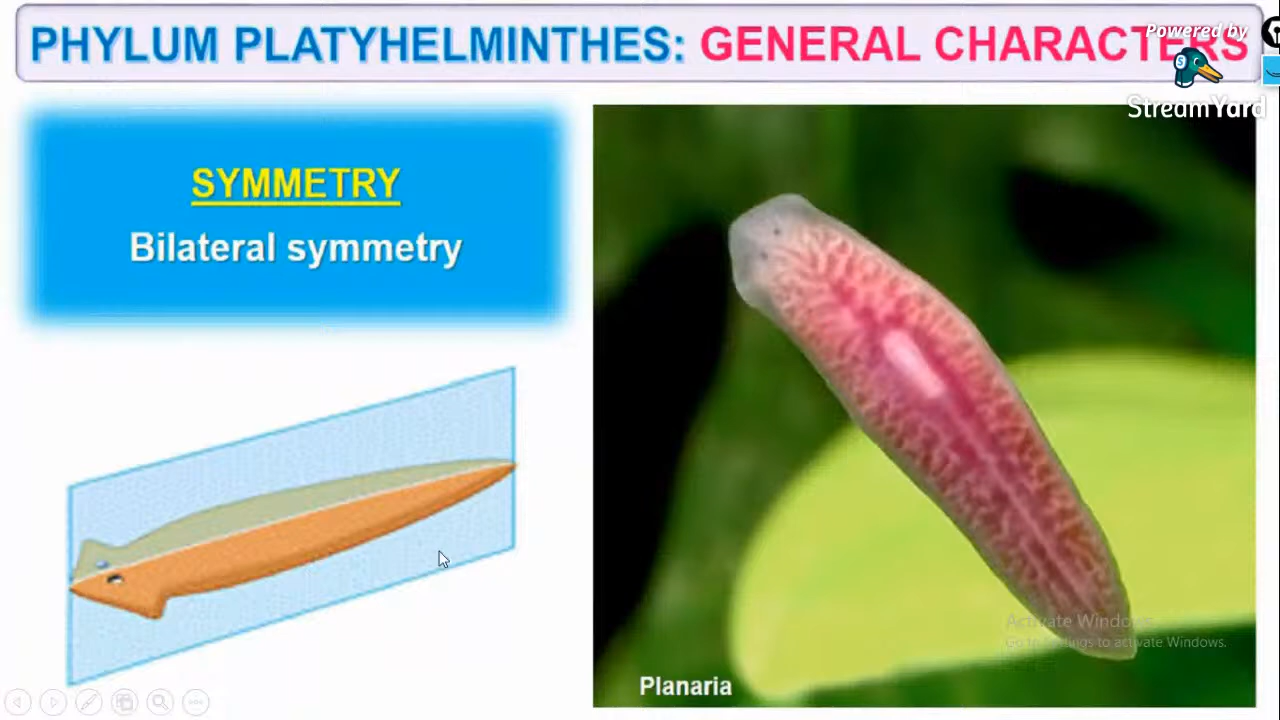 PHYLUM PLATYHELMINTHES: GENERAL CHARACTERS
Powered by
StreamYard
SYMMETRY
Bilateral symmetry
Activate Windows
Go to Settings to activate Windows.
Planaria